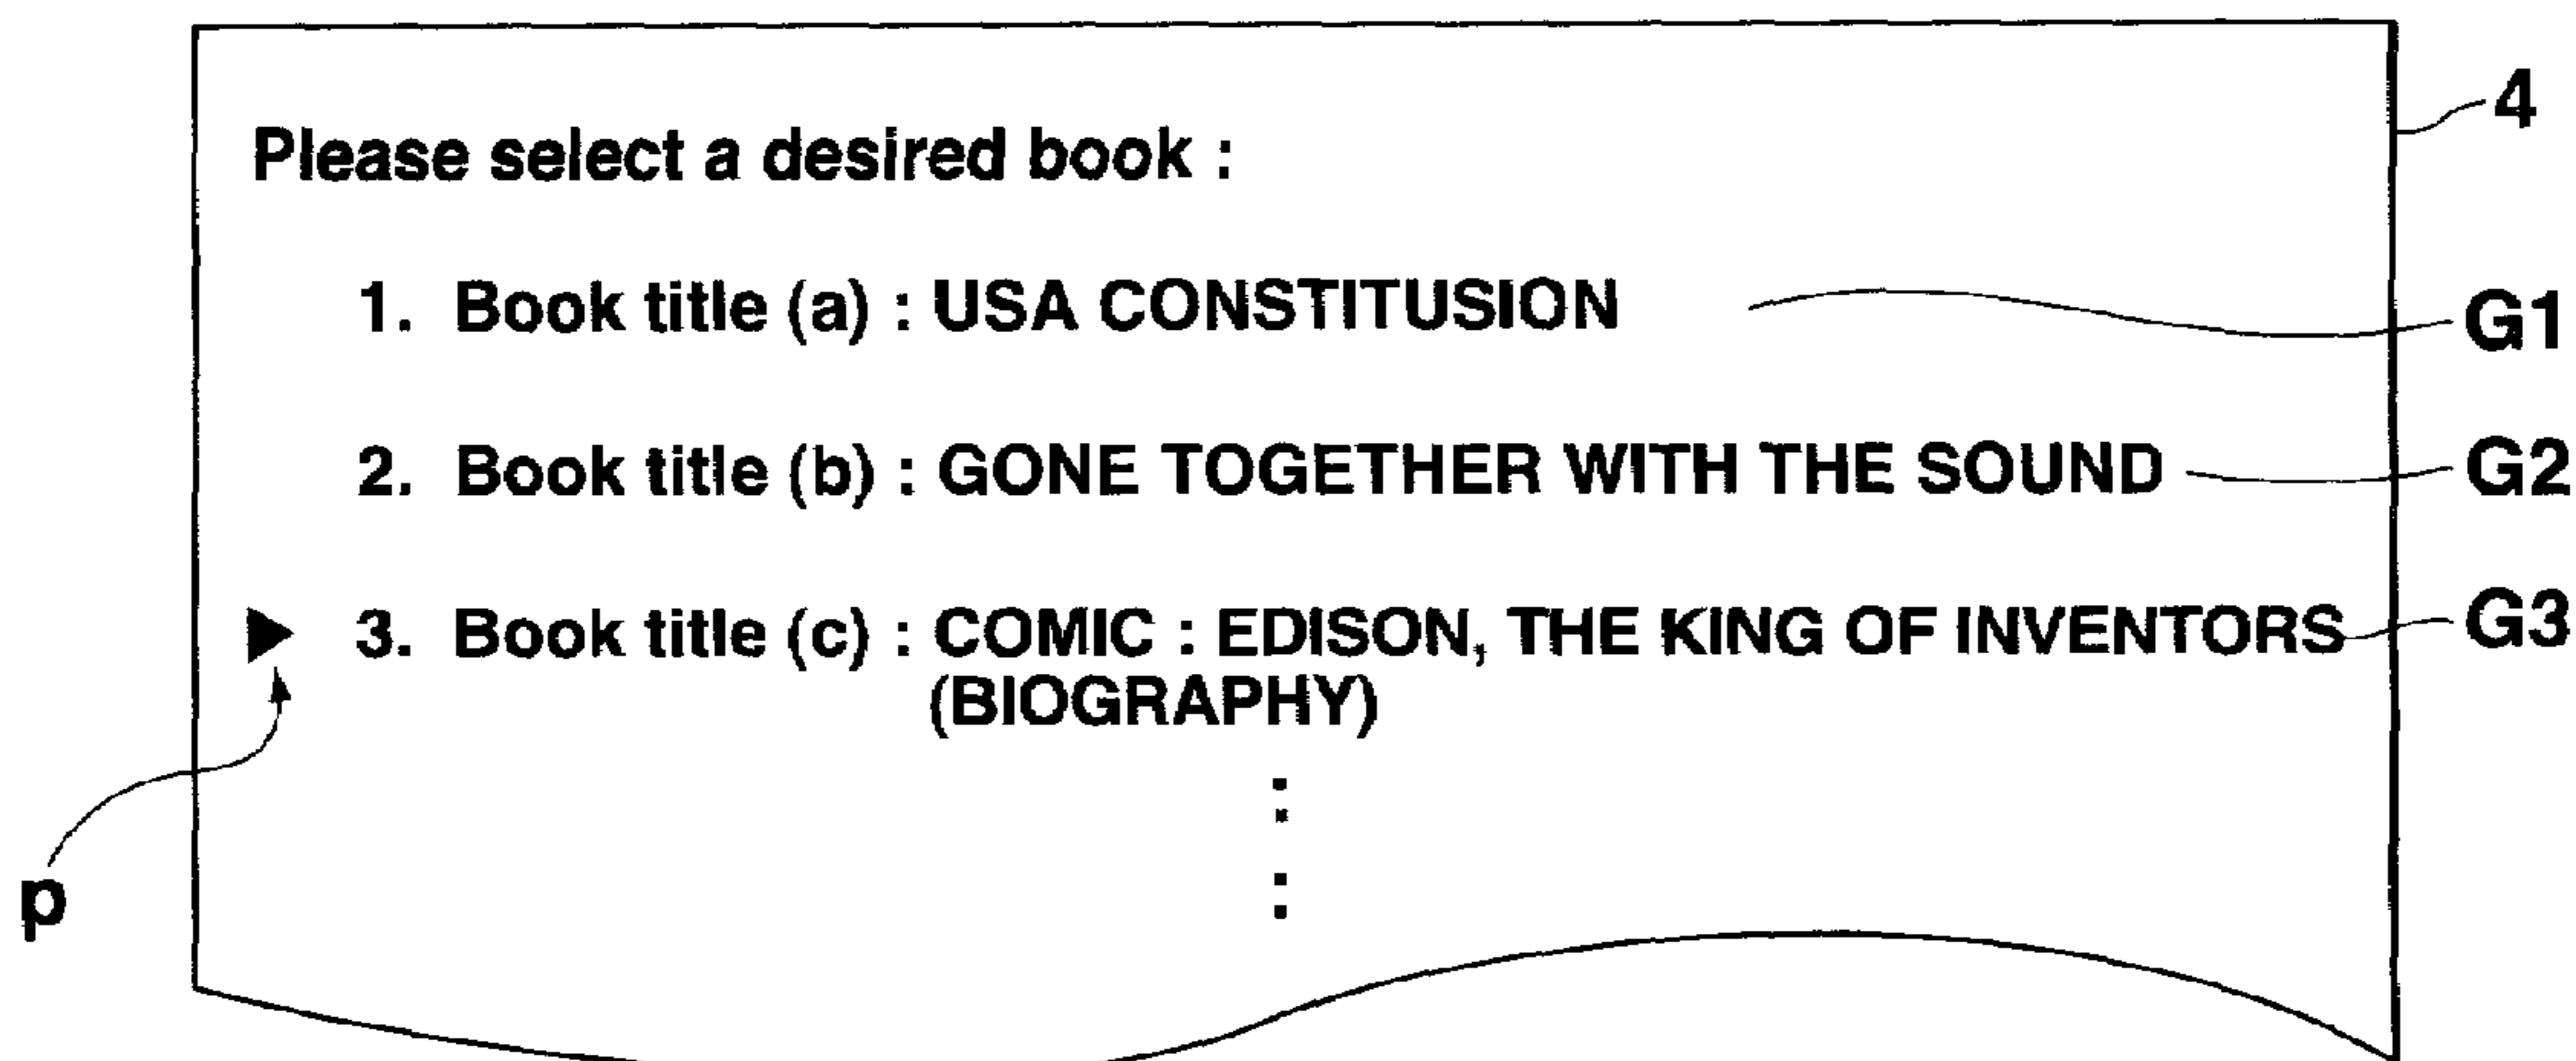 4
Please select a desired book :
1. Book title (a) : USA CONSTITUSION
G1
2. Book title (b) : GONE TOGETHER WITH THE SOUND
G2
3. Book title (c) : COMIC : EDISON, THE KING OF INVENTORS
G3
(BIOGRAPHY)
p